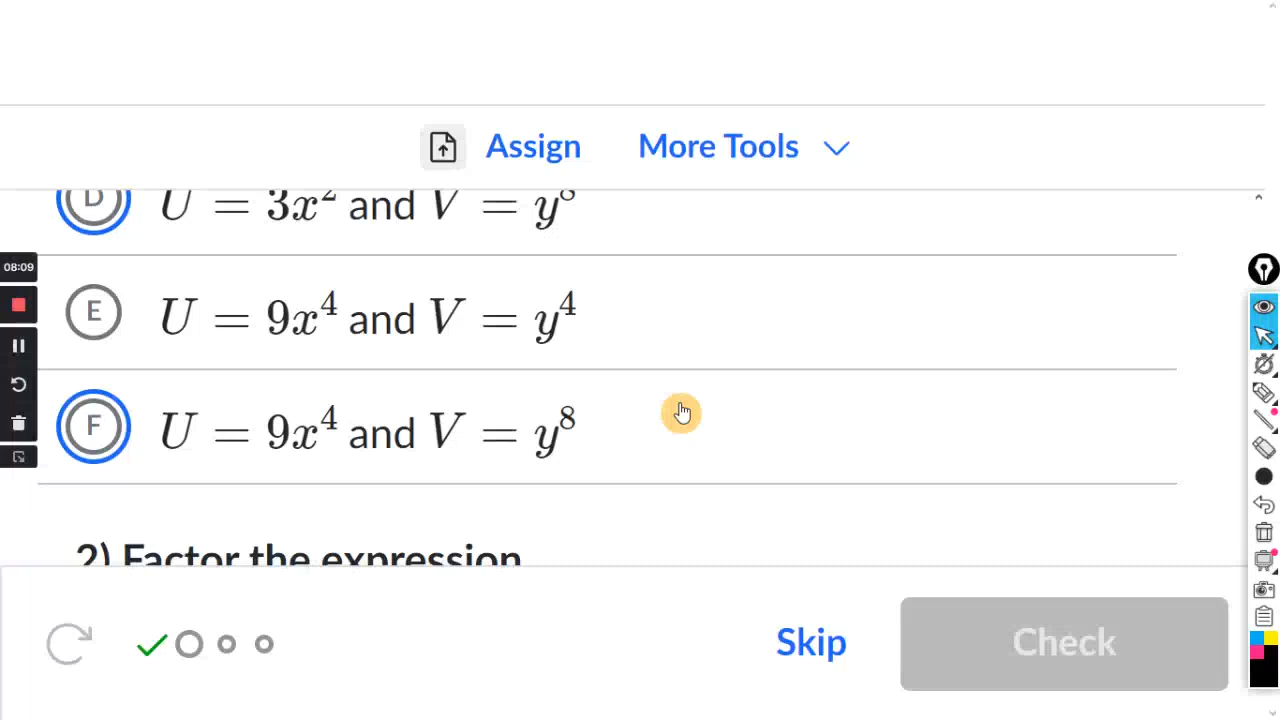 Assign More Tools
D U = 3x² and V = y⁸
08:09
E U = 9x⁴ and V = y⁴
F U = 9x⁴ and V = y⁸
2) Factor the expression
Skip Check